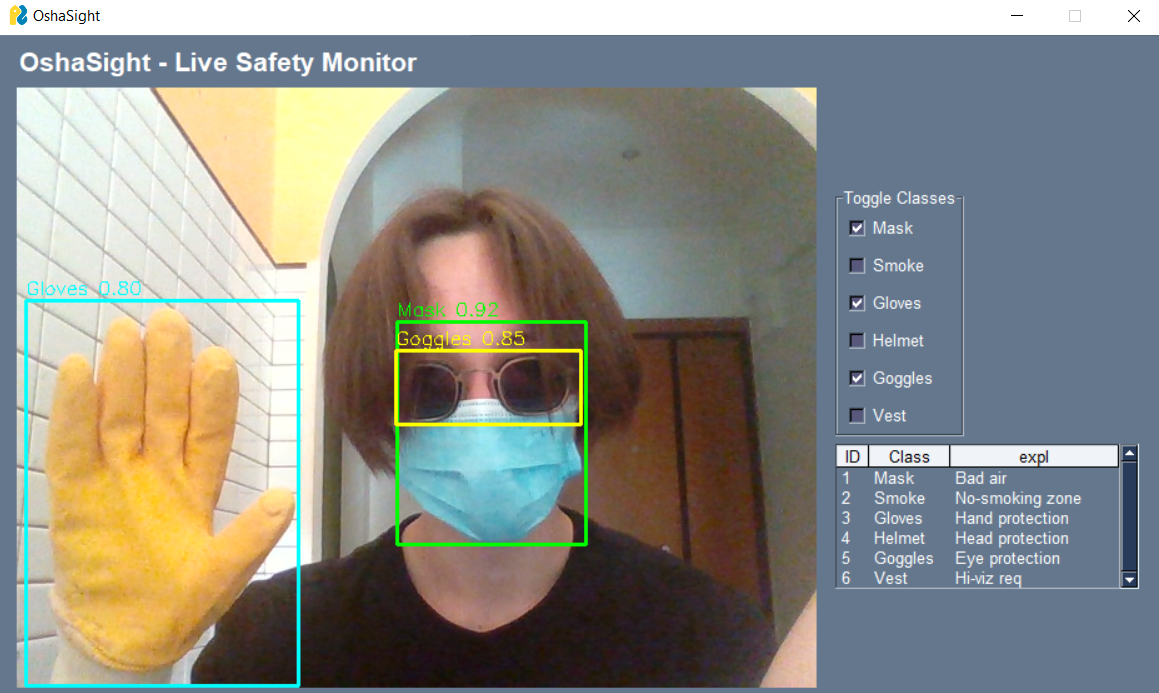 OshaSight
OshaSight - Live Safety Monitor
Gloves 0.80
Mask 0.92
Goggles 0.85
Toggle Classes
Mask
Smoke
Gloves
Helmet
Goggles
Vest
ID Class expl
1 Mask Bad air
2 Smoke No-smoking zone
3 Gloves Hand protection
4 Helmet Head protection
5 Goggles Eye protection
6 Vest Hi-viz req